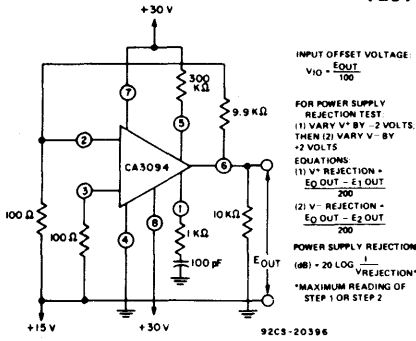 +30 V
7
300
KΩ
5
9.9 KΩ
2
CA3094
6
3
1
8
4
100 Ω
100 Ω
1KΩ
100 pF
10 KΩ
EOUT
+15 V
+30 V
92CS-20396
INPUT OFFSET VOLTAGE:
VIO = EOUT
100
FOR POWER SUPPLY
REJECTION TEST:
(1) VARY V+ BY -2 VOLTS;
THEN (2) VARY V- BY
+2 VOLTS
EQUATIONS:
(1) V+ REJECTION =
E0 OUT - E1 OUT
200
(2) V- REJECTION =
E0 OUT - E2 OUT
200
POWER SUPPLY REJECTION
(dB) = 20 LOG 1
VREJECTION*
*MAXIMUM READING OF
STEP 1 OR STEP 2